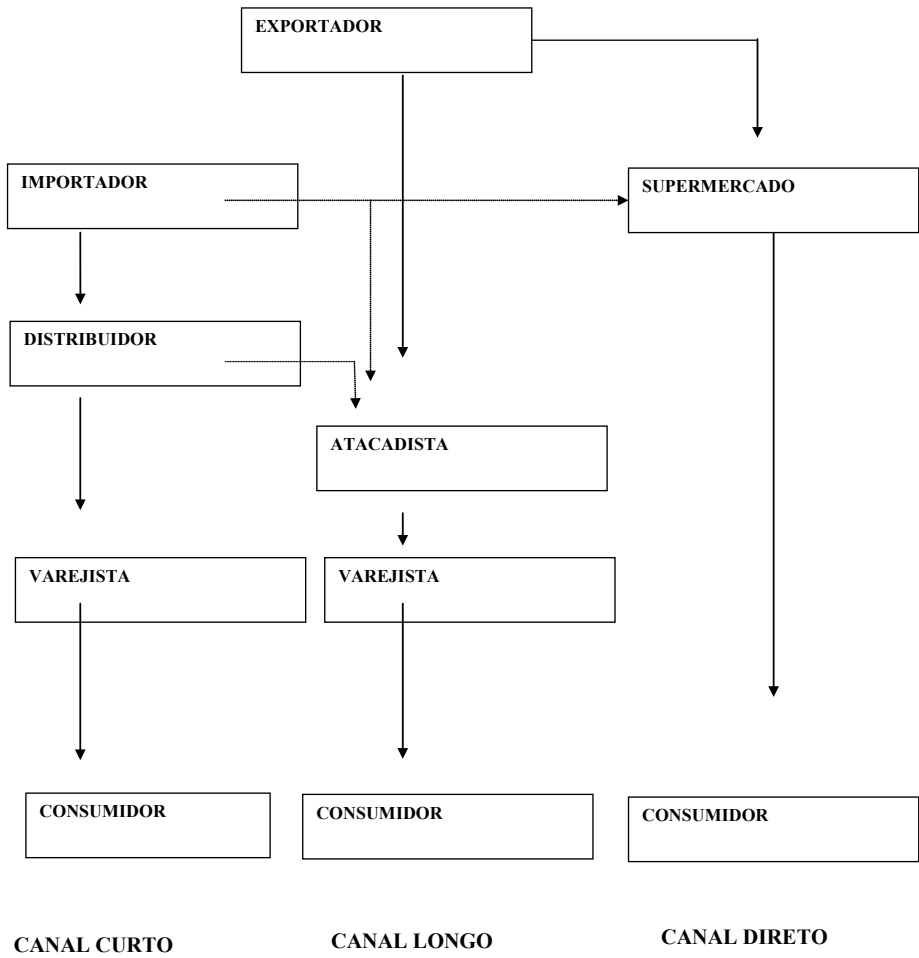 EXPORTADOR
IMPORTADOR
SUPERMERCADO
DISTRIBUIDOR
ATACADISTA
VAREJISTA
VAREJISTA
CONSUMIDOR
CONSUMIDOR
CONSUMIDOR
CANAL CURTO
CANAL LONGO
CANAL DIRETO